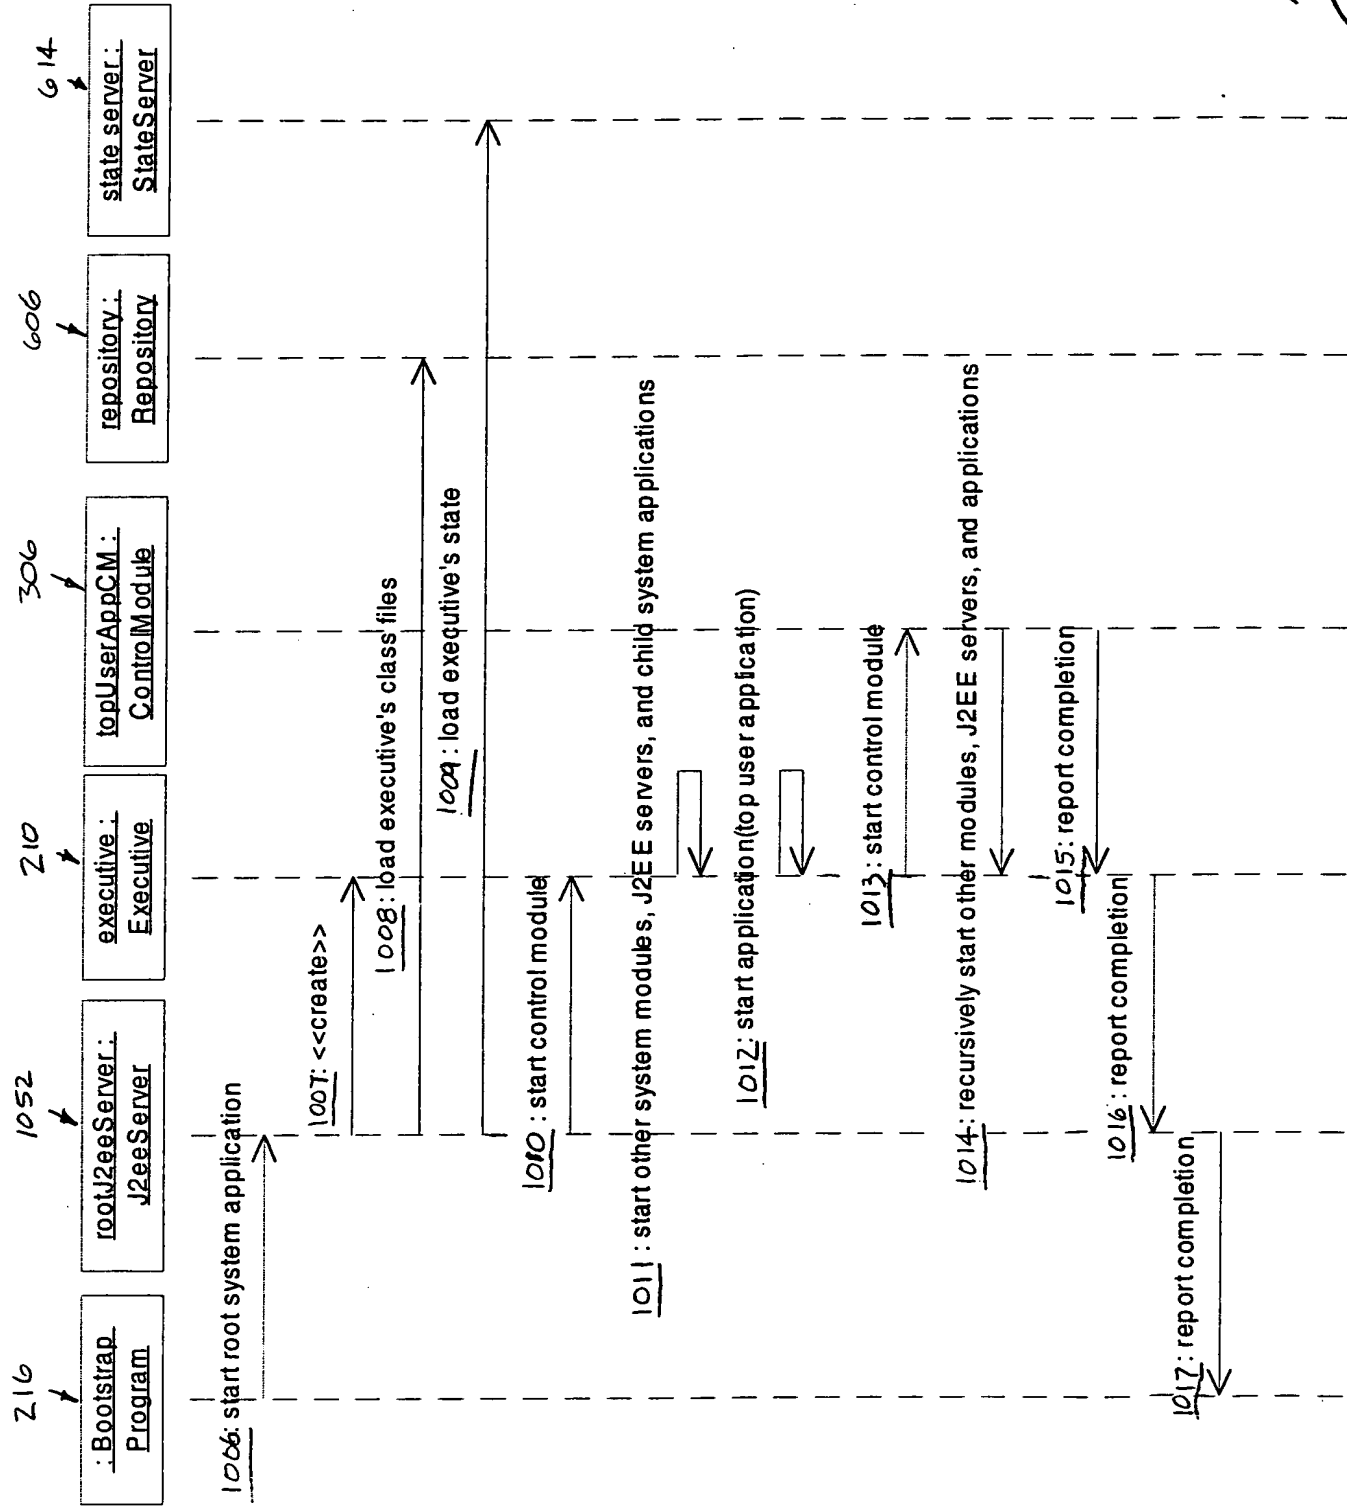 216
1052
210
306
606
614
: Bootstrap
Program
rootJ2eeServer :
J2eeServer
executive :
Executive
topUserAppCM :
ControlModule
repository :
Repository
state server :
StateServer
1006: start root system application
1007: <<create>>
1008: load executive's class files
1009: load executive's state
1010: start control module
1011: start other system modules, J2EE servers, and child system applications
1012: start application(top user application)
1013: start control module
1014: recursively start other modules, J2EE servers, and applications
1015: report completion
1016: report completion
1017: report completion